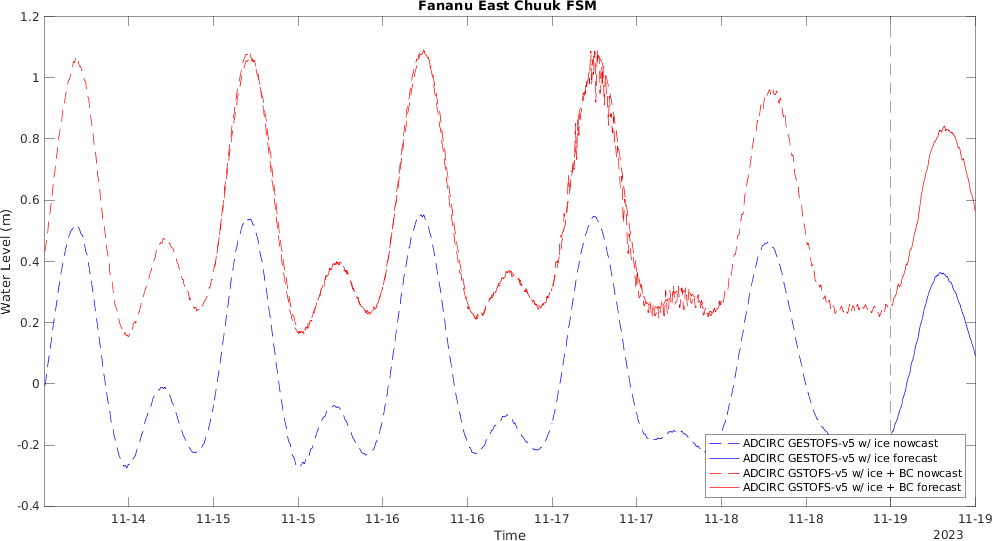 Fananu East Chuuk FSM
1.2
1
0.8
0.6
0.4
0.2
0
-0.2
-0.4
Water Level (m)
ADCIRC GESTOFS-v5 w/ ice nowcast
ADCIRC GESTOFS-v5 w/ ice forecast
ADCIRC GSTOFS-v5 w/ ice + BC nowcast
ADCIRC GSTOFS-v5 w/ ice + BC forecast
11-14 11-15 11-15 11-16 11-16 11-17 11-17 11-18 11-18 11-19 11-19
Time
2023